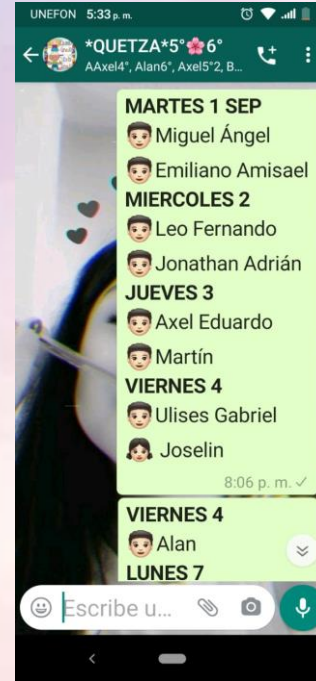 UNEFON 5:33 p. m.
*QUETZA*5°🌸6°
AAxel4°, Alan6°, Axel5°2, B...
MARTES 1 SEP
👦🏻Miguel Ángel
👦🏻Emiliano Amisael
MIERCOLES 2
👦🏻Leo Fernando
👦🏻Jonathan Adrián
JUEVES 3
👦🏻Axel Eduardo
👦🏻Martín
VIERNES 4
👦🏻Ulises Gabriel
👧🏻 Joselin
8:06 p. m.
VIERNES 4
👦🏻Alan
LUNES 7
Escribe u...